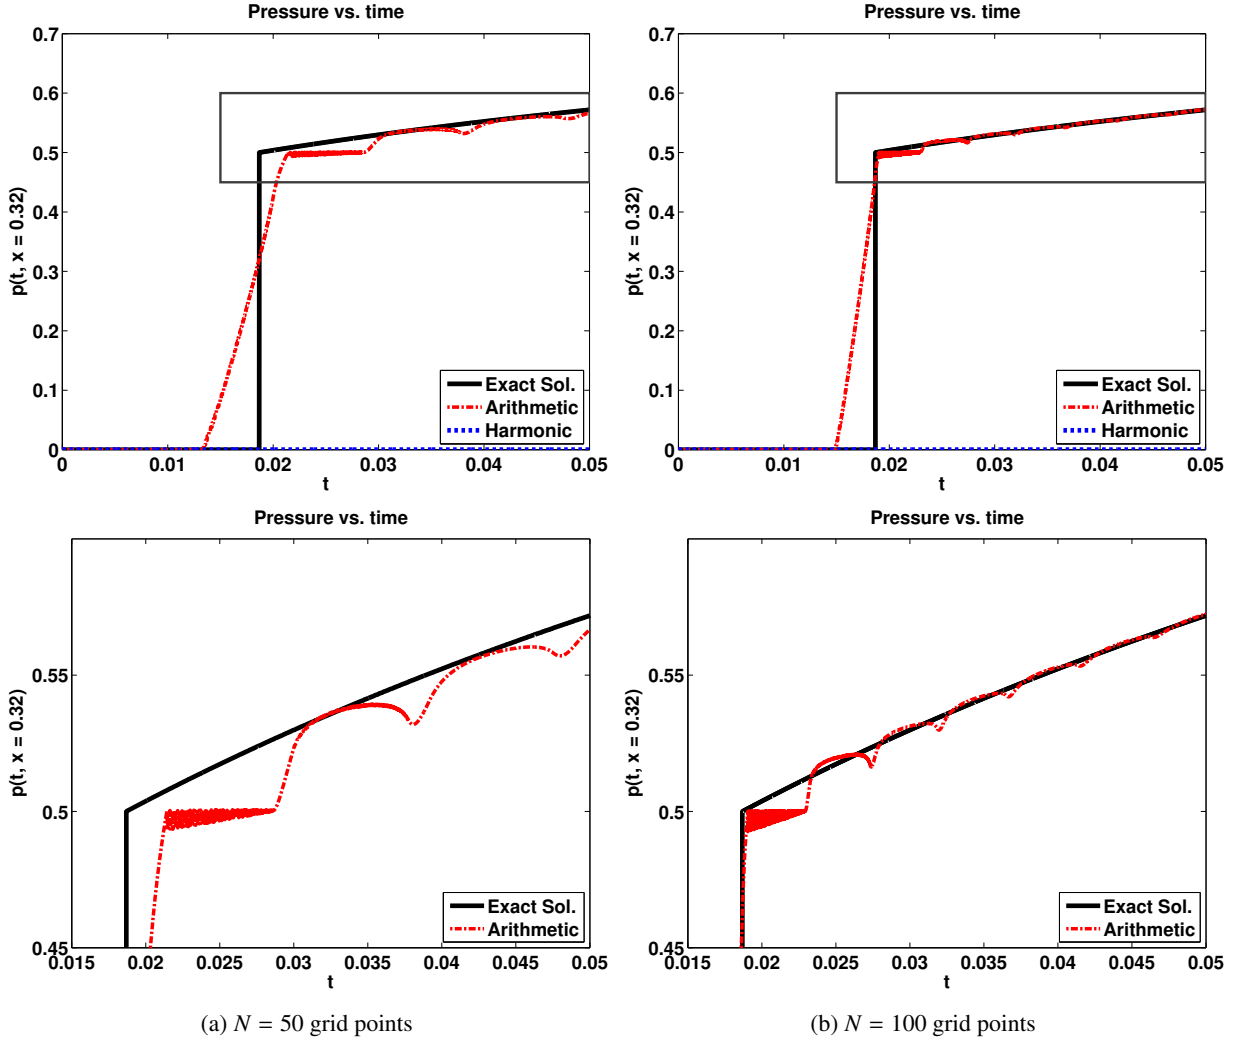 Pressure vs. time
0.7
0.6
0.5
0.4
0.3
0.2
0.1
0
p(t, x = 0.32)
0 0.01 0.02 0.03 0.04 0.05
t
Exact Sol.
Arithmetic
Harmonic
Pressure vs. time
0.7
0.6
0.5
0.4
0.3
0.2
0.1
0
p(t, x = 0.32)
0 0.01 0.02 0.03 0.04 0.05
t
Exact Sol.
Arithmetic
Harmonic
Pressure vs. time
0.55
0.5
0.45
p(t, x = 0.32)
0.015 0.02 0.025 0.03 0.035 0.04 0.045 0.05
t
Exact Sol.
Arithmetic
(a) N = 50 grid points
Pressure vs. time
0.55
0.5
0.45
p(t, x = 0.32)
0.015 0.02 0.025 0.03 0.035 0.04 0.045 0.05
t
Exact Sol.
Arithmetic
(b) N = 100 grid points